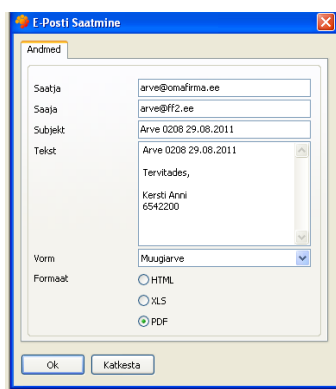 E-Posti Saatmine
Andmed
Saatja arve@omafirma.ee
Saaja arve@ff2.ee
Subjekt Arve 0208 29.08.2011
Tekst Arve 0208 29.08.2011
Tervitades,
Kersti Anni
6542200
Vorm Muugiarve
Formaat HTML
XLS
PDF
Ok Katkesta